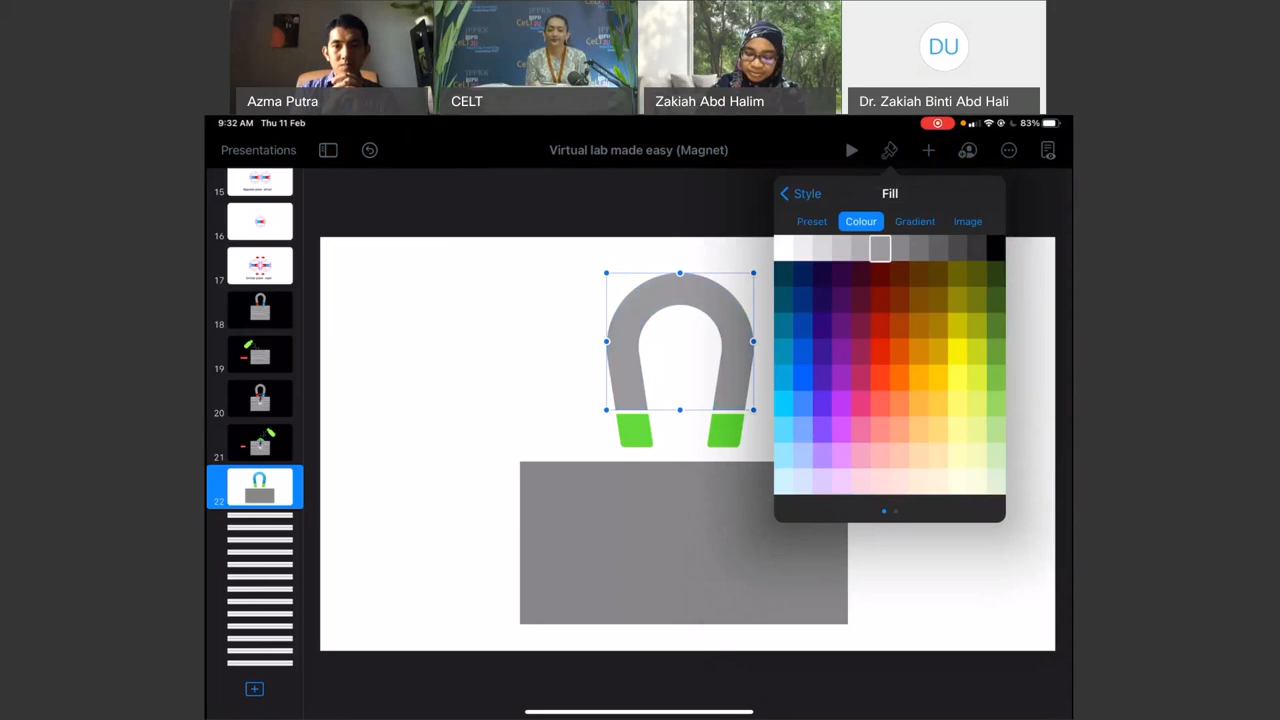 DU
Azma Putra
CELT
Zakiah Abd Halim
Dr. Zakiah Binti Abd Hali
9:32 AM Thu 11 Feb
83%
Presentations
Virtual lab made easy (Magnet)
Style
Fill
Preset
Colour
Gradient
Image
15
16
17
18
19
20
21
22